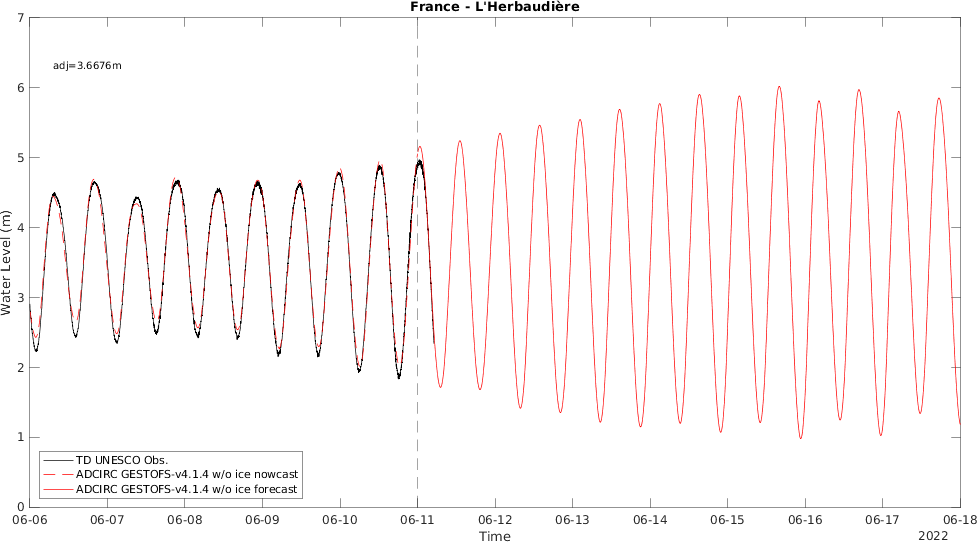 France - L'Herbaudière
7
6
5
4
3
2
1
0
Water Level (m)
adj=3.6676m
TD UNESCO Obs.
ADCIRC GESTOFS-v4.1.4 w/o ice nowcast
ADCIRC GESTOFS-v4.1.4 w/o ice forecast
06-06 06-07 06-08 06-09 06-10 06-11 06-12 06-13 06-14 06-15 06-16 06-17 06-18
Time
2022